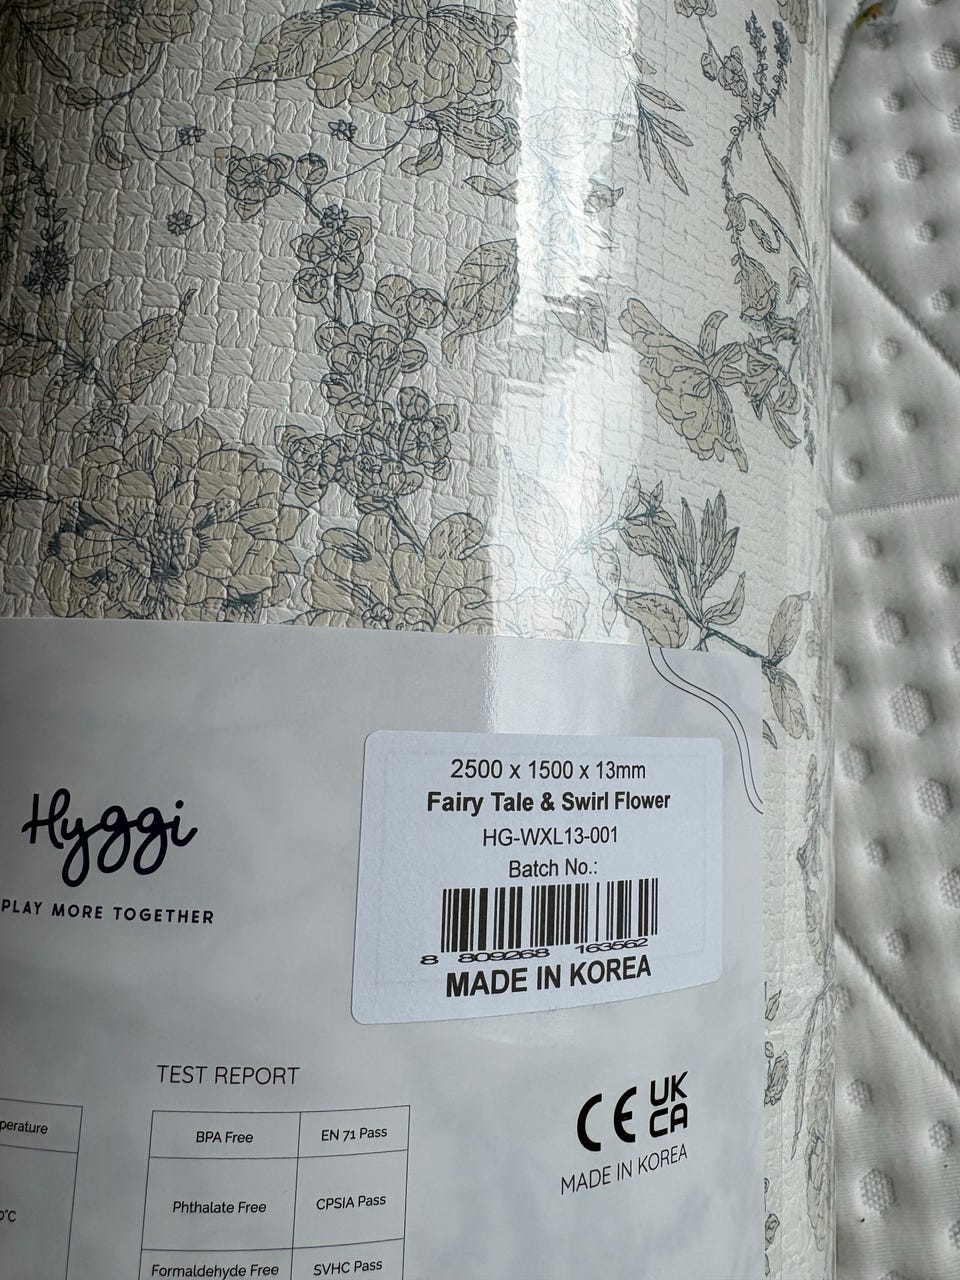 2500 x 1500 x 13mm
Fairy Tale & Swirl Flower
HG-WXL13-001
Batch No.:
8 809268 163562
MADE IN KOREA
Hyggi
PLAY MORE TOGETHER
TEST REPORT
BPA Free EN 71 Pass
Phthalate Free CPSIA Pass
Formaldehyde Free SVHC Pass
CE UK
CA
MADE IN KOREA